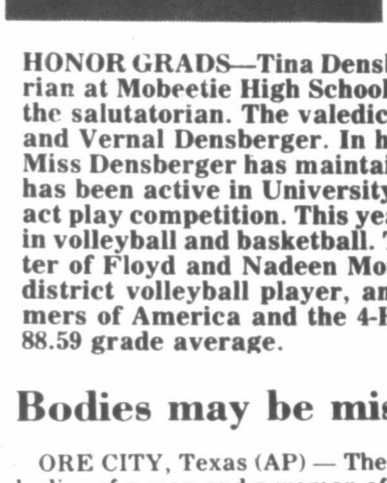 HONOR GRADS—Tina Densb
rian at Mobeetie High School
the salutatorian. The valedic
and Vernal Densberger. In h
Miss Densberger has maintai
has been active in University
act play competition. This ye
in volleyball and basketball.
ter of Floyd and Nadeen Mo
district volleyball player, an
mers of America and the 4-H
88.59 grade average.
Bodies may be mis
ORE CITY, Texas (AP) — The